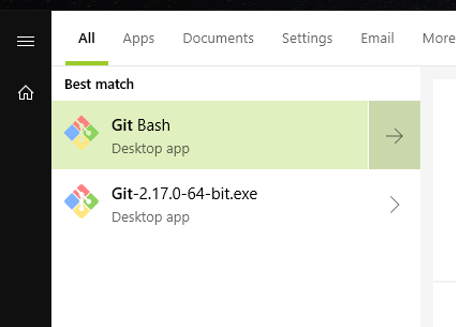 All Apps Documents Settings Email More
Best match
Git Bash
Desktop app
Git-2.17.0-64-bit.exe
Desktop app